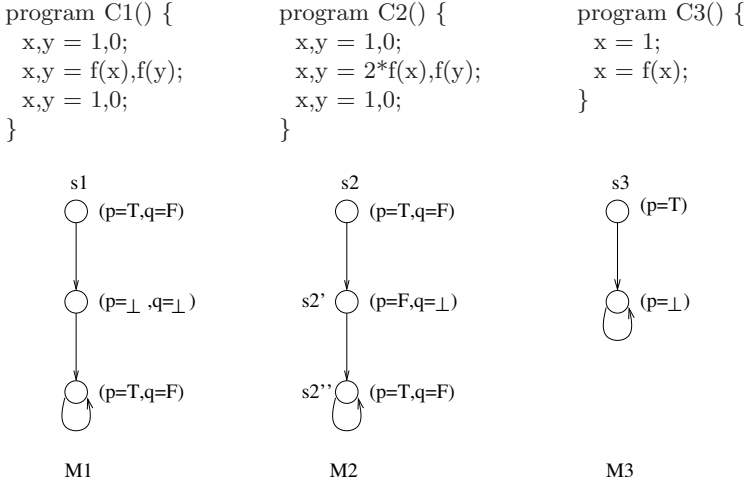 program C1() {
x,y = 1,0;
x,y = f(x),f(y);
x,y = 1,0;
}
program C2() {
x,y = 1,0;
x,y = 2*f(x),f(y);
x,y = 1,0;
}
program C3() {
x = 1;
x = f(x);
}
s1
(p=T,q=F)
(p=⊥ ,q=⊥)
(p=T,q=F)
M1
s2
(p=T,q=F)
s2' (p=F,q=⊥)
s2'' (p=T,q=F)
M2
s3
(p=T)
(p=⊥)
M3